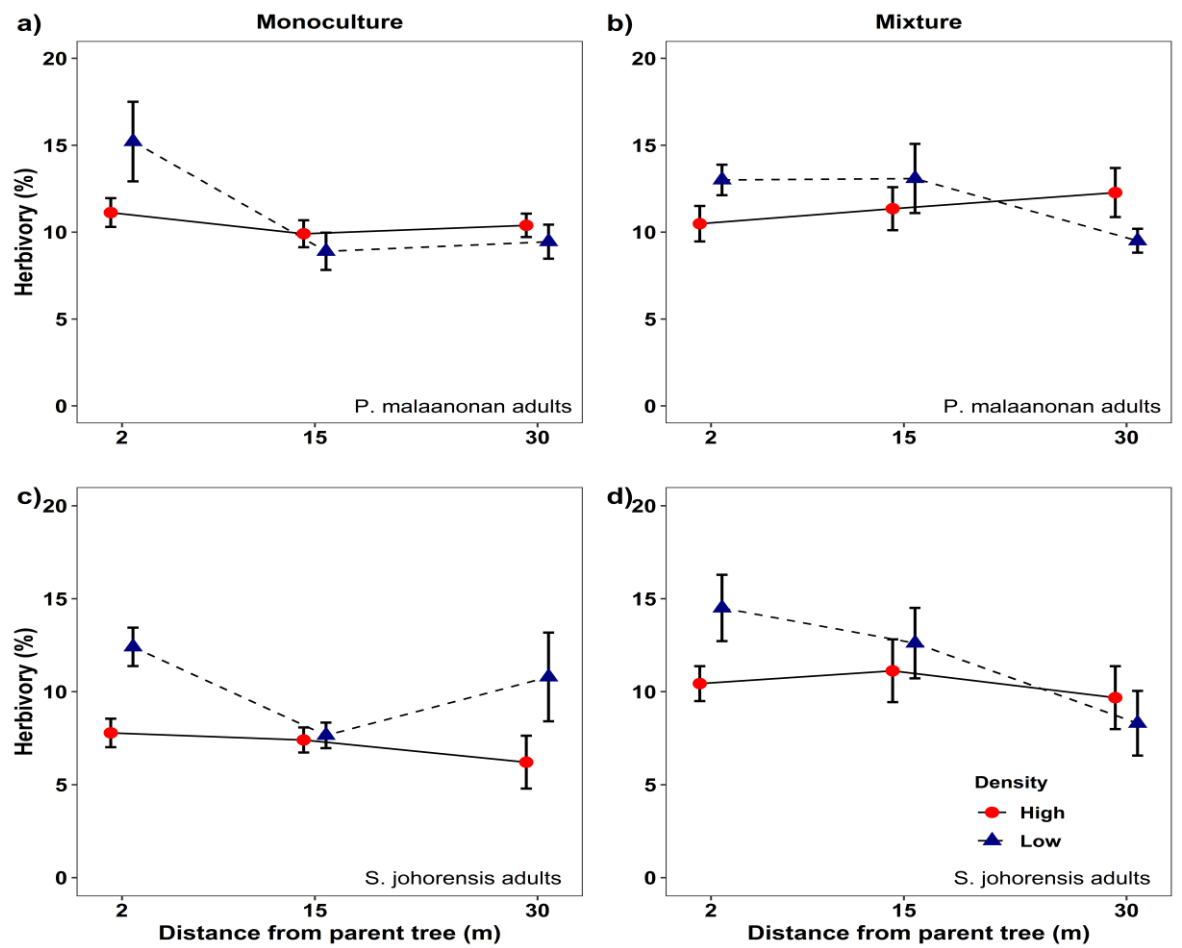 a) Monoculture
b) Mixture
Herbivory (%)
20
15
10
5
0
P. malaanonan adults
2 15 30
20
15
10
5
0
P. malaanonan adults
2 15 30
c)
Herbivory (%)
20
15
10
5
0
S. johorensis adults
2 15 30
Distance from parent tree (m)
d)
20
15
10
5
0
Density
High
Low
S. johorensis adults
2 15 30
Distance from parent tree (m)